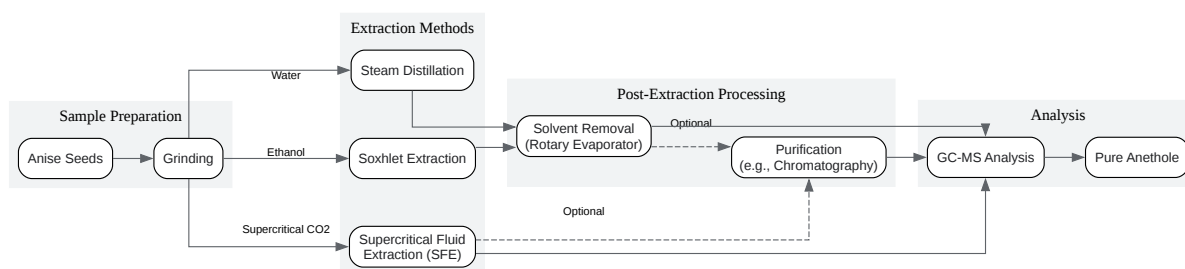 Extraction Methods
Steam Distillation
Water
Post-Extraction Processing
Analysis
Sample Preparation
Solvent Removal
(Rotary Evaporator)
Optional
Anise Seeds
Grinding
Ethanol
Soxhlet Extraction
Purification
(e.g., Chromatography)
GC-MS Analysis
Pure Anethole
Optional
Supercritical CO2
Supercritical Fluid
Extraction (SFE)